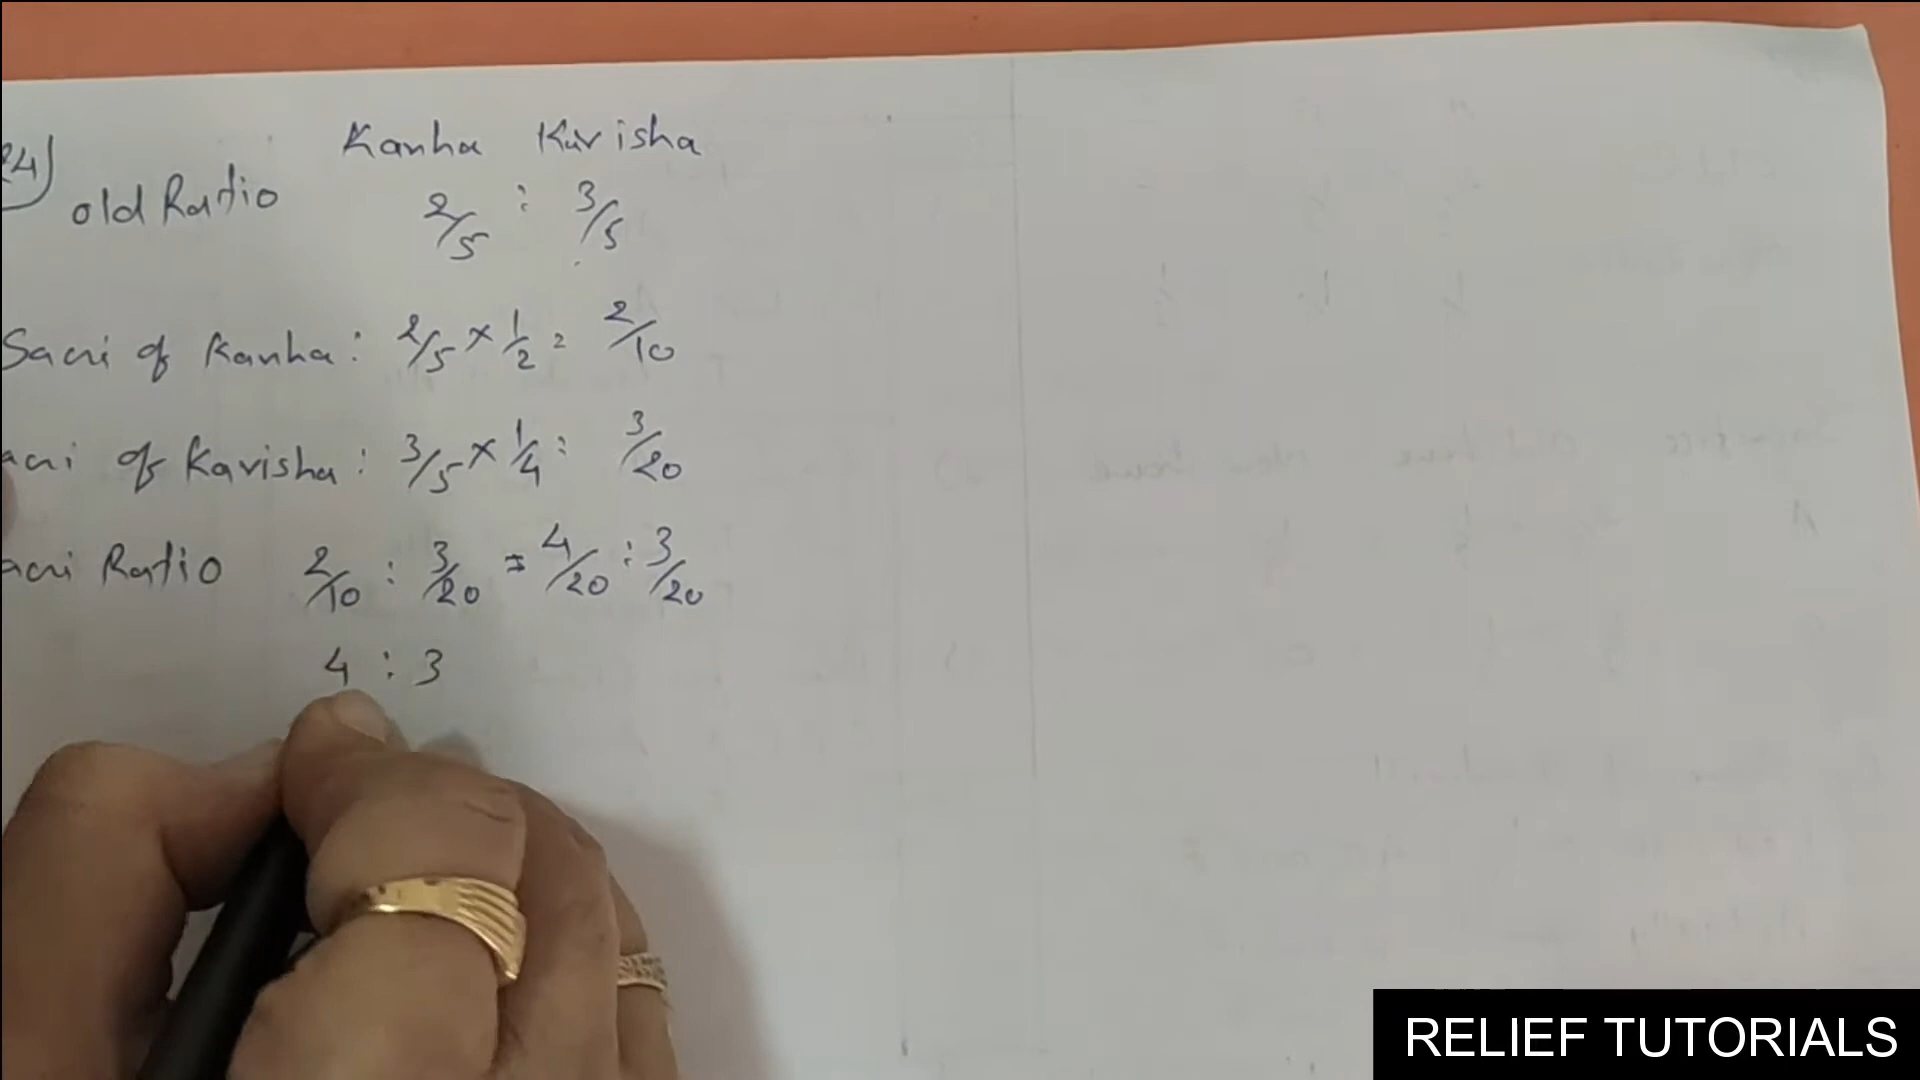 24)
Kanha Kavisha
old Ratio 2/5 : 3/5
Sacri of Kanha: 2/5 × 1/2 = 2/10
acri of Kavisha: 3/5 × 1/4 = 3/20
acri Ratio 2/10 : 3/20 = 4/20 : 3/20
4 : 3
RELIEF TUTORIALS